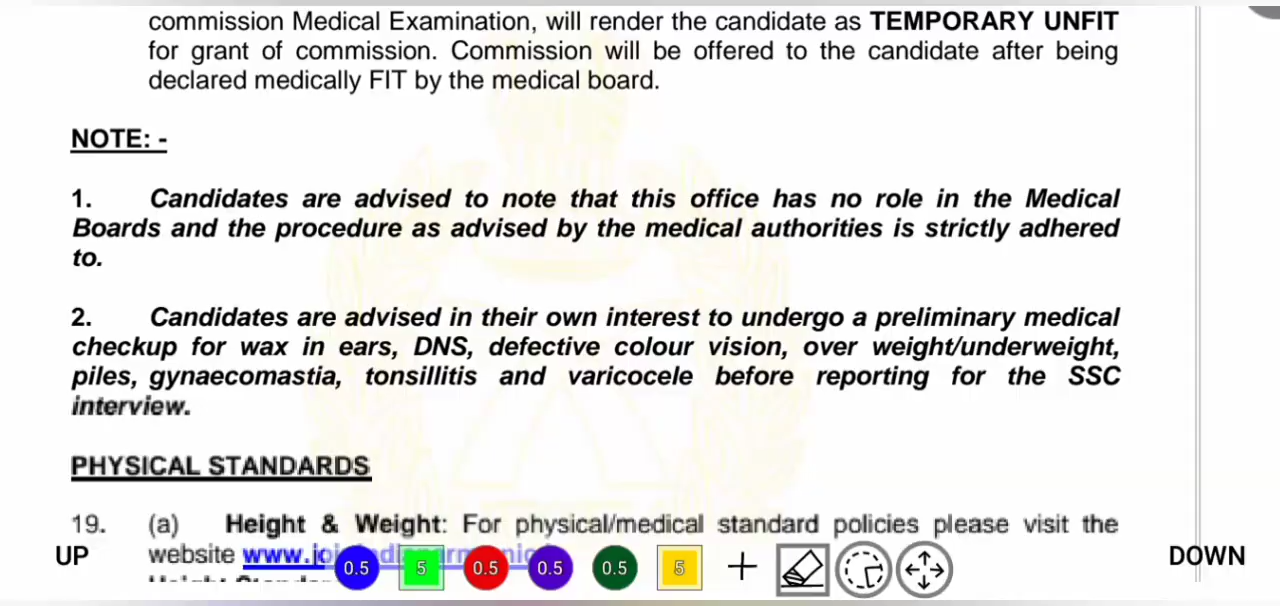 commission Medical Examination, will render the candidate as TEMPORARY UNFIT
for grant of commission. Commission will be offered to the candidate after being
declared medically FIT by the medical board.
NOTE: -
1. Candidates are advised to note that this office has no role in the Medical
Boards and the procedure as advised by the medical authorities is strictly adhered
to.
2. Candidates are advised in their own interest to undergo a preliminary medical
checkup for wax in ears, DNS, defective colour vision, over weight/underweight,
piles, gynaecomastia, tonsillitis and varicocele before reporting for the SSC
interview.
PHYSICAL STANDARDS
19. (a) Height & Weight: For physical/medical standard policies please visit the
website
UP
0.5 5 0.5 0.5 0.5 5 +
DOWN